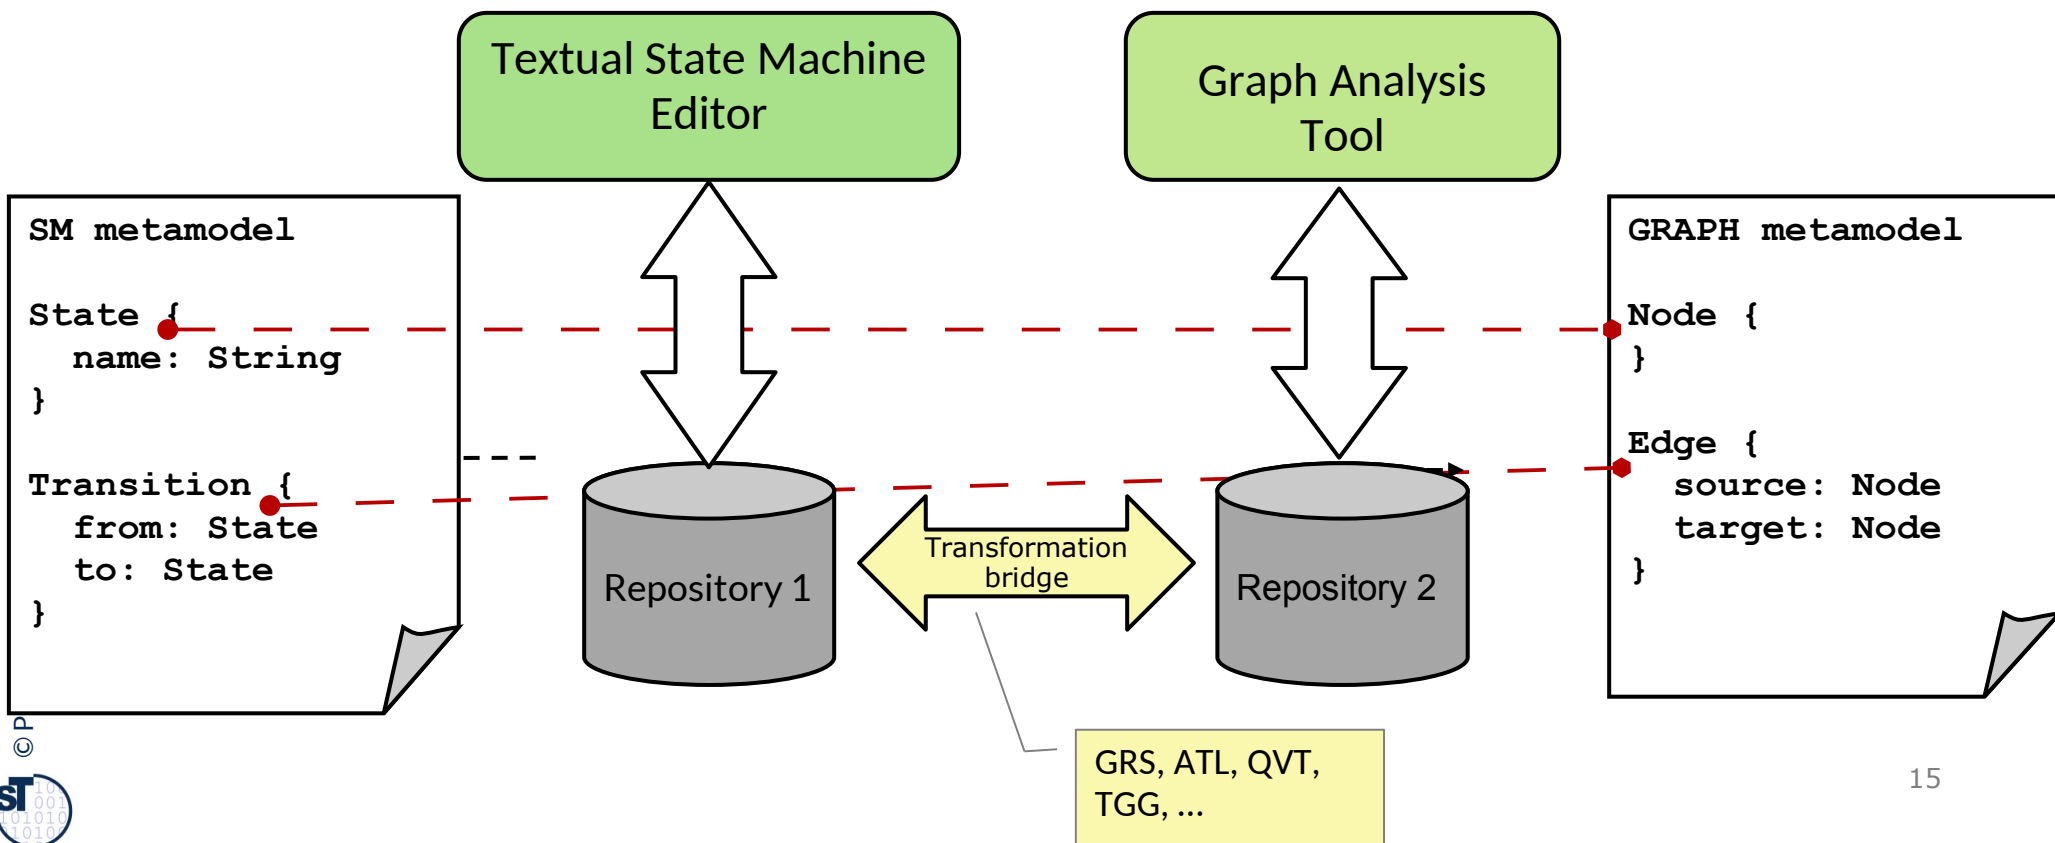 Textual State Machine
Editor
Graph Analysis
Tool
SM metamodel
State {
name: String
}
Transition {
from: State
to: State
}
GRAPH metamodel
Node {
}
Edge {
source: Node
target: Node
}
Repository 1
Transformation
bridge
Repository 2
GRS, ATL, QVT,
TGG, ...
15
© P
sT